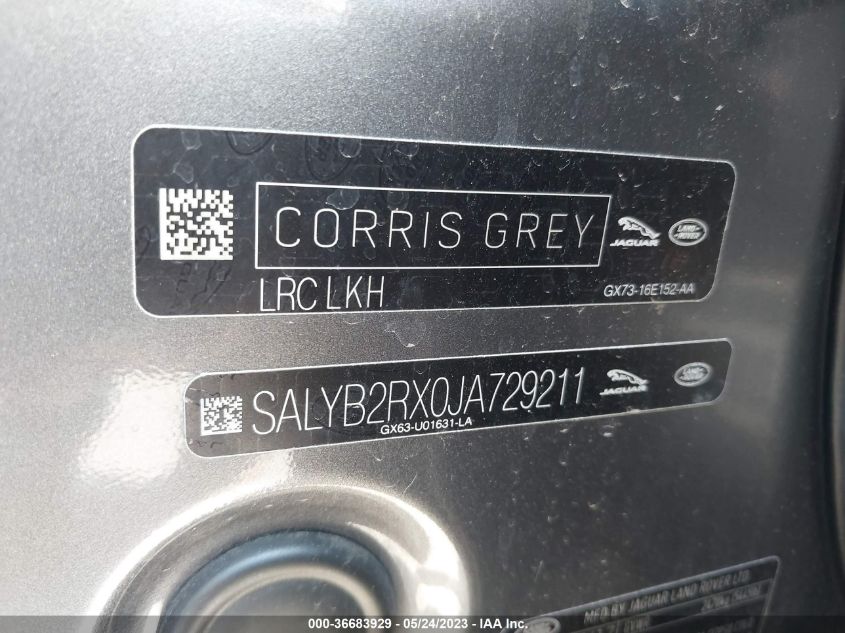 CORRIS GREY
JAGUAR
LAND-
ROVER
LRC LKH
GX73-16E152-AA
SALYB2RX0JA729211
JAGUAR
GX63-U01631-LA
MFD BY JAGUAR LAND ROVER LTD
000-36683929 - 05/24/2023 - IAA, Inc.